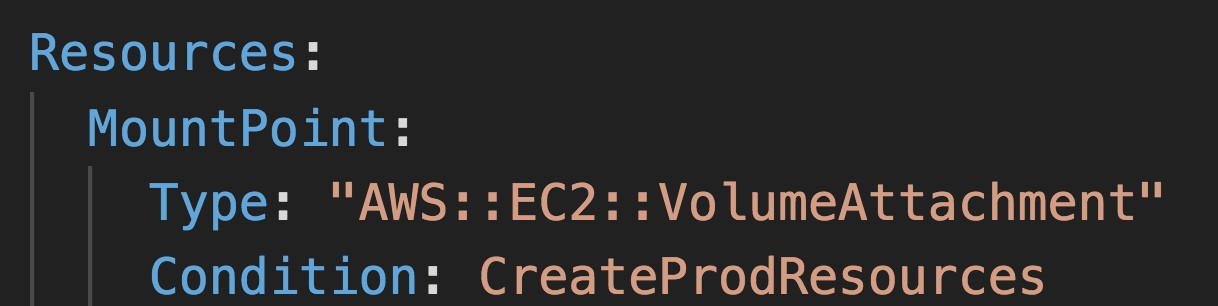 Resources:
MountPoint:
Type: "AWS::EC2::VolumeAttachment"
Condition: CreateProdResources